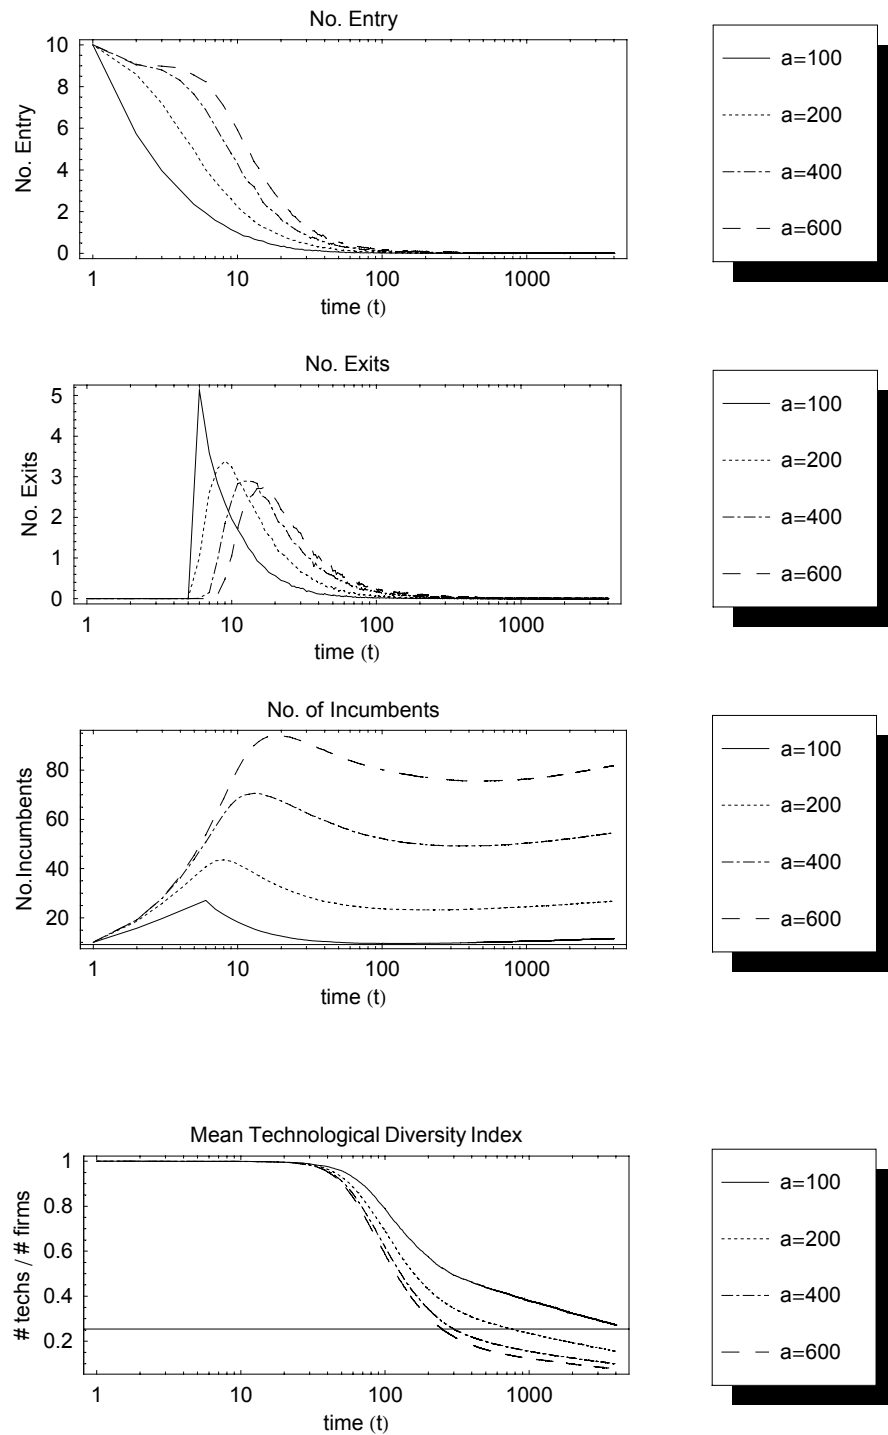 No. Entry
No. Entry
10
8
6
4
2
0
1 10 100 1000
time (t)
a=100
a=200
a=400
a=600
No. Exits
No. Exits
5
4
3
2
1
0
1 10 100 1000
time (t)
a=100
a=200
a=400
a=600
No. of Incumbents
No.Incumbents
80
60
40
20
1 10 100 1000
time (t)
a=100
a=200
a=400
a=600
Mean Technological Diversity Index
# techs / # firms
1
0.8
0.6
0.4
0.2
1 10 100 1000
time (t)
a=100
a=200
a=400
a=600